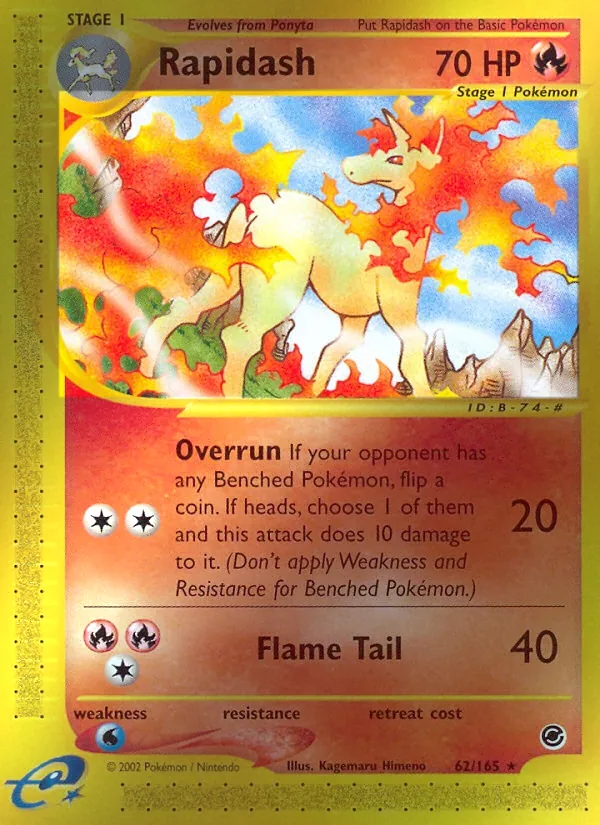 STAGE 1 Evolves from Ponyta Put Rapidash on the Basic Pokémon
Rapidash 70 HP
Stage 1 Pokémon
ID:B-74-#
Overrun If your opponent has
any Benched Pokémon, flip a
coin. If heads, choose 1 of them
and this attack does 10 damage
to it. (Don't apply Weakness and
Resistance for Benched Pokémon.)
20
Flame Tail 40
weakness resistance retreat cost
© 2002 Pokémon / Nintendo Illus. Kagemaru Himeno 62/165 ★
e